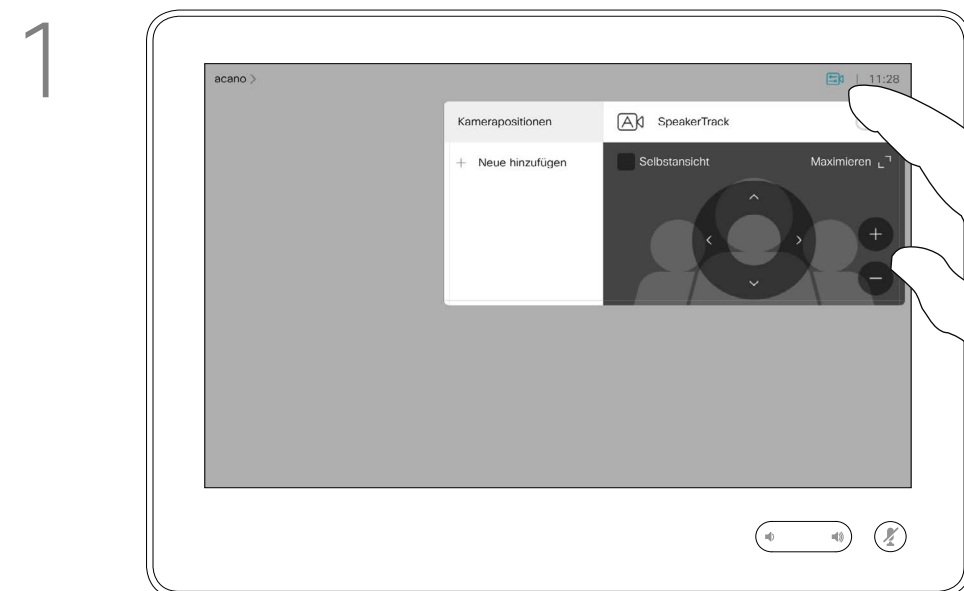 1
acano >
11:28
Kamerapositionen
SpeakerTrack
+ Neue hinzufügen
Selbstansicht
Maximieren